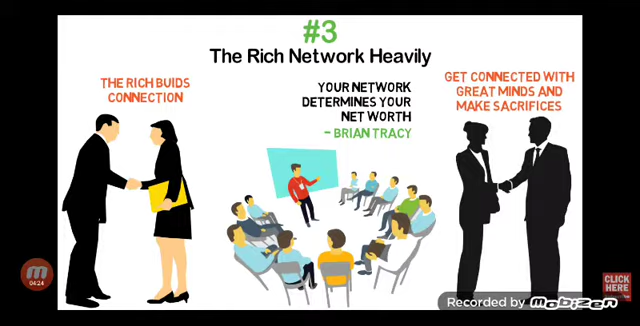 #3
The Rich Network Heavily
THE RICH BUIDS
CONNECTION
YOUR NETWORK
DETERMINES YOUR
NET WORTH
- BRIAN TRACY
GET CONNECTED WITH
GREAT MINDS AND
MAKE SACRIFICES
04:24
CLICK
HERE
Recorded by Mobizen